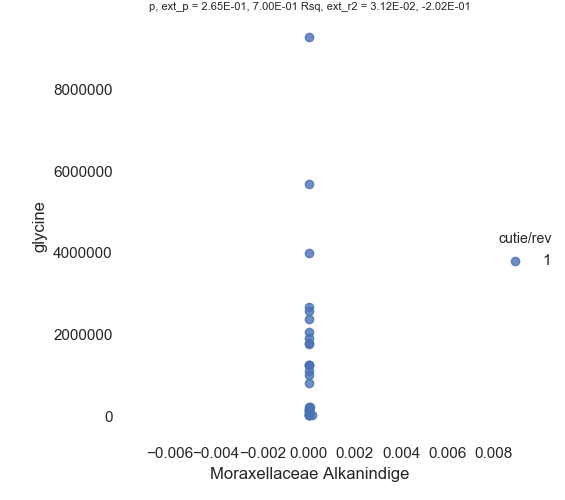 p, ext_p = 2.65E-01, 7.00E-01 Rsq, ext_r2 = 3.12E-02, -2.02E-01
8000000
6000000
4000000
2000000
0
glycine
cutie/rev
1
−0.006 −0.004 −0.002 0.000 0.002 0.004 0.006 0.008
Moraxellaceae Alkanindige